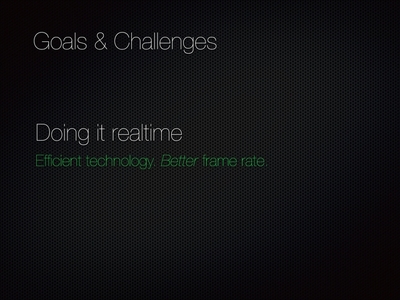 Goals & Challenges
Doing it realtime
Efficient technology. Better frame rate.